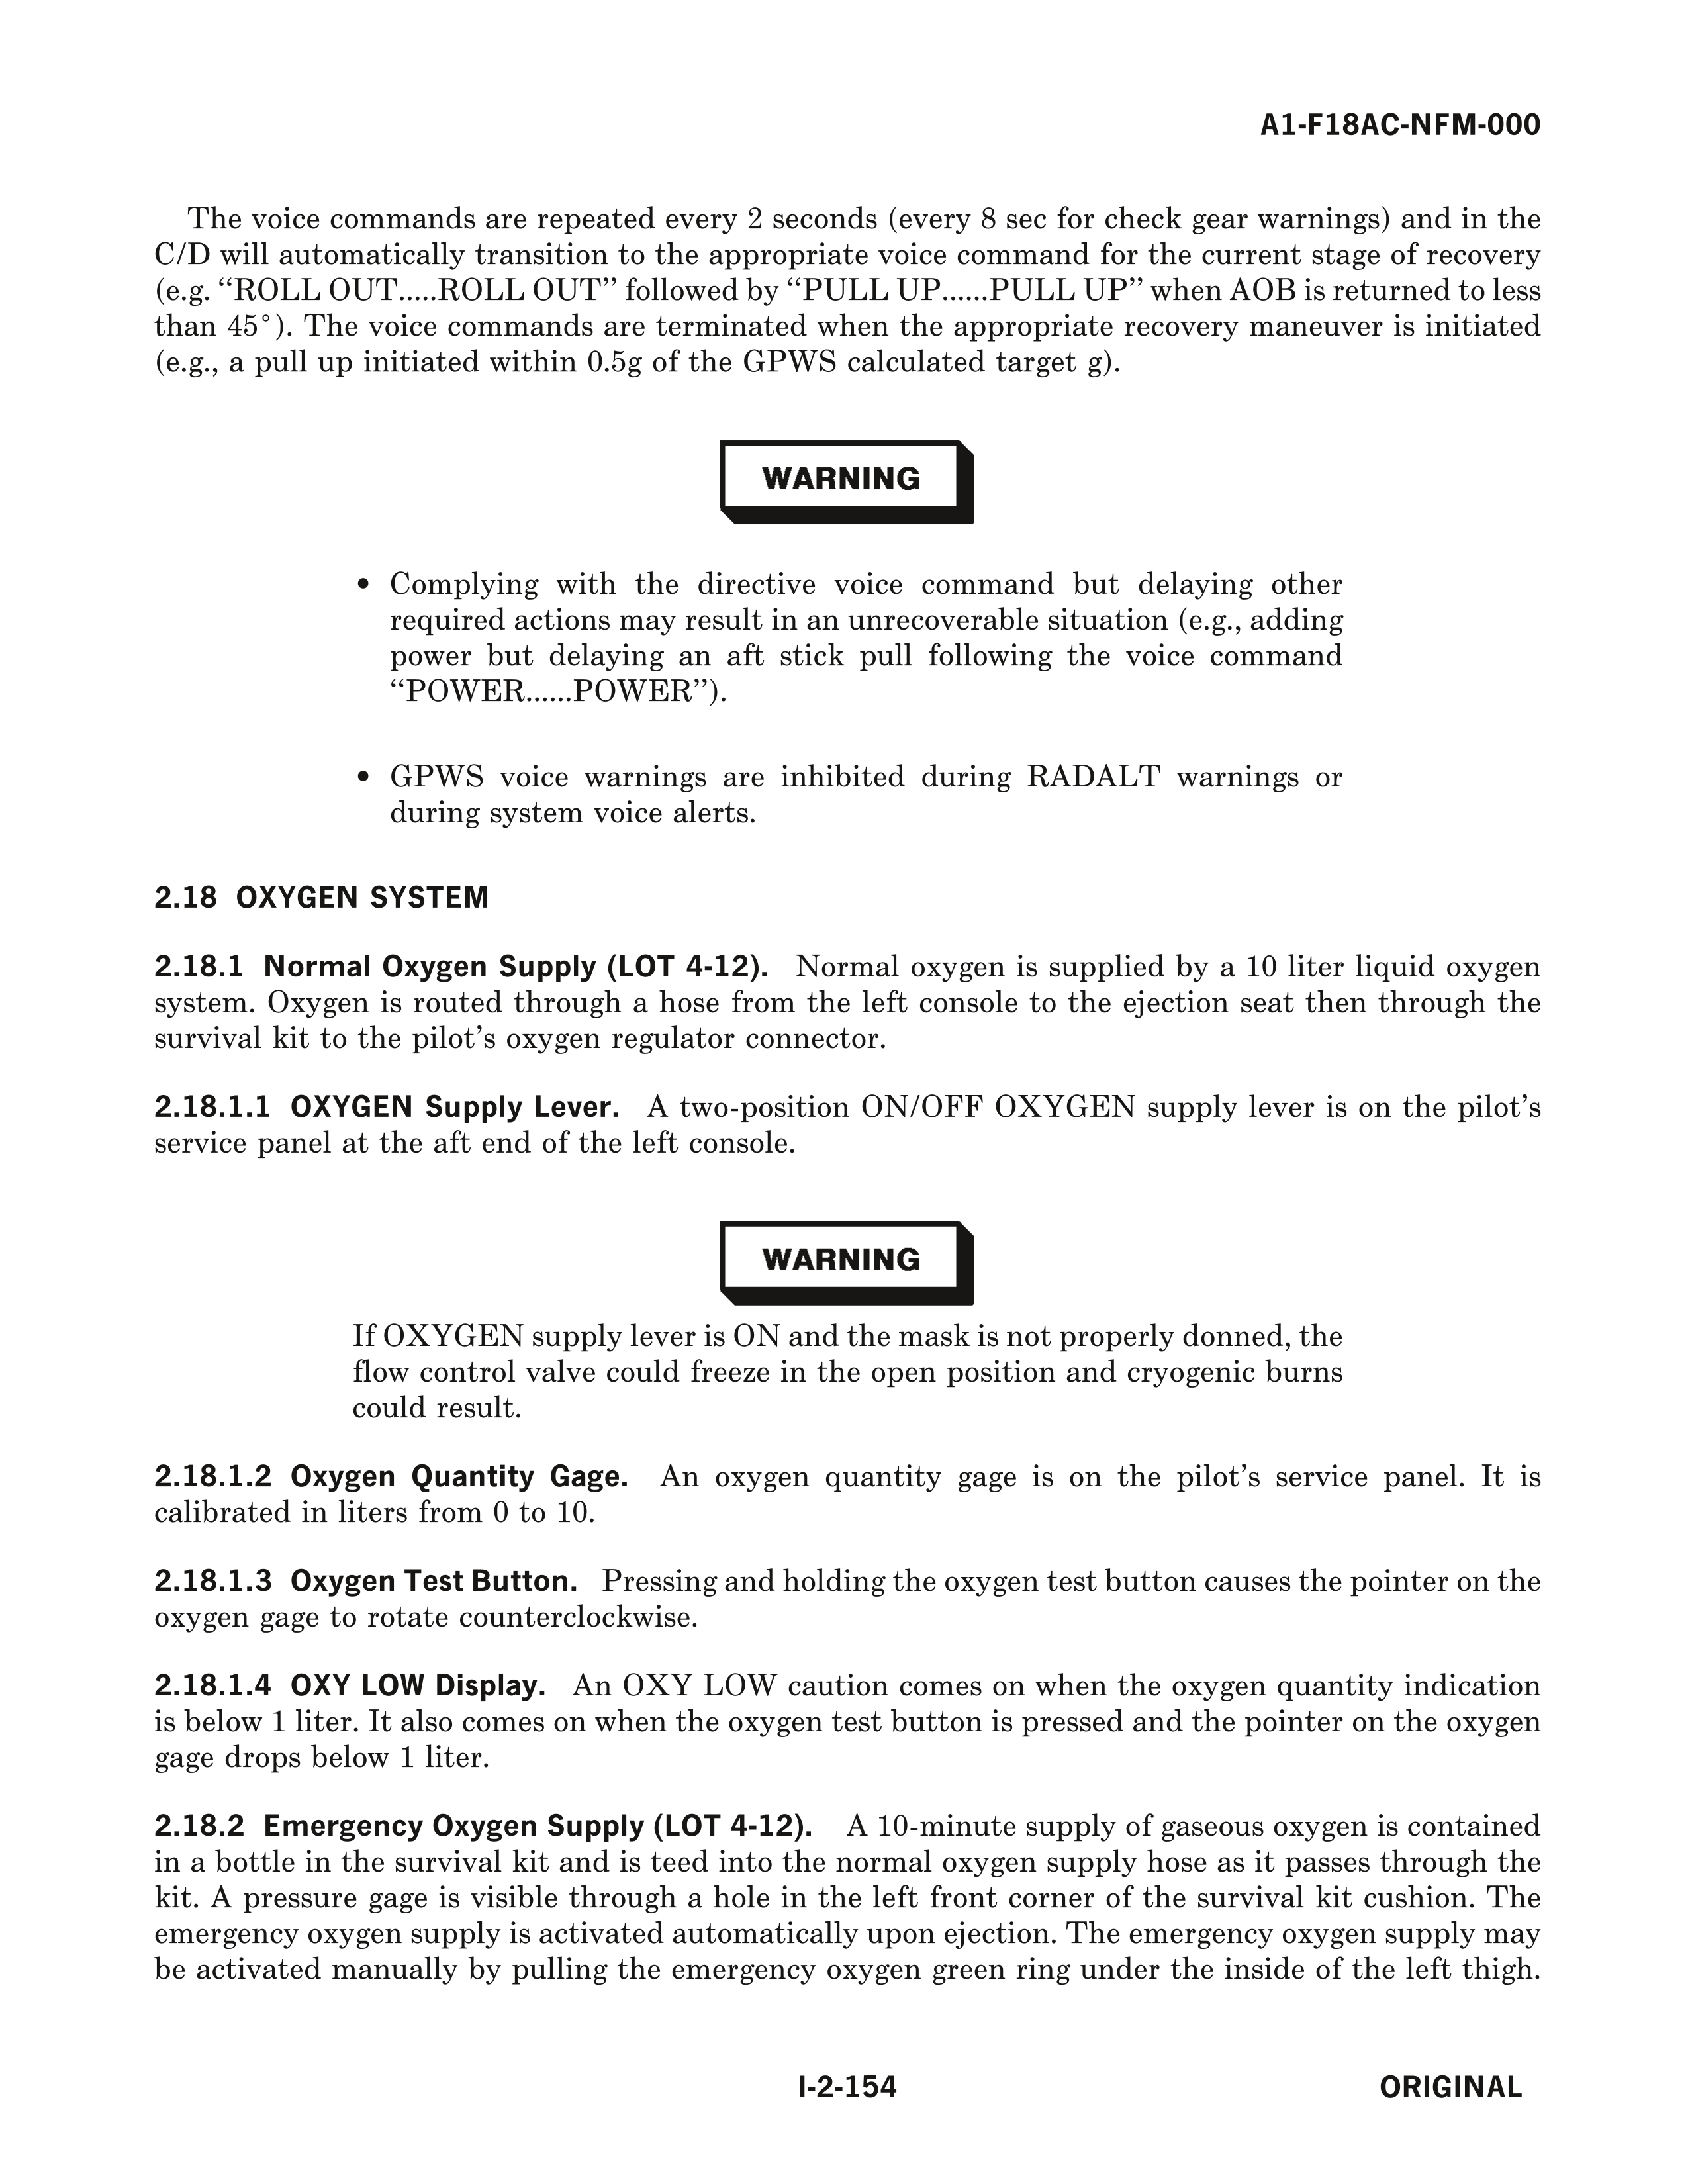 A1-F18AC-NFM-000
The voice commands are repeated every 2 seconds (every 8 sec for check gear warnings) and in the
C/D will automatically transition to the appropriate voice command for the current stage of recovery
(e.g. “ROLL OUT.....ROLL OUT” followed by “PULL UP......PULL UP” when AOB is returned to less
than 45°). The voice commands are terminated when the appropriate recovery maneuver is initiated
(e.g., a pull up initiated within 0.5g of the GPWS calculated target g).
WARNING
• Complying with the directive voice command but delaying other
required actions may result in an unrecoverable situation (e.g., adding
power but delaying an aft stick pull following the voice command
“POWER......POWER”).
• GPWS voice warnings are inhibited during RADALT warnings or
during system voice alerts.
2.18 OXYGEN SYSTEM
2.18.1 Normal Oxygen Supply (LOT 4-12). Normal oxygen is supplied by a 10 liter liquid oxygen
system. Oxygen is routed through a hose from the left console to the ejection seat then through the
survival kit to the pilot’s oxygen regulator connector.
2.18.1.1 OXYGEN Supply Lever. A two-position ON/OFF OXYGEN supply lever is on the pilot’s
service panel at the aft end of the left console.
WARNING
If OXYGEN supply lever is ON and the mask is not properly donned, the
flow control valve could freeze in the open position and cryogenic burns
could result.
2.18.1.2 Oxygen Quantity Gage. An oxygen quantity gage is on the pilot’s service panel. It is
calibrated in liters from 0 to 10.
2.18.1.3 Oxygen Test Button. Pressing and holding the oxygen test button causes the pointer on the
oxygen gage to rotate counterclockwise.
2.18.1.4 OXY LOW Display. An OXY LOW caution comes on when the oxygen quantity indication
is below 1 liter. It also comes on when the oxygen test button is pressed and the pointer on the oxygen
gage drops below 1 liter.
2.18.2 Emergency Oxygen Supply (LOT 4-12). A 10-minute supply of gaseous oxygen is contained
in a bottle in the survival kit and is teed into the normal oxygen supply hose as it passes through the
kit. A pressure gage is visible through a hole in the left front corner of the survival kit cushion. The
emergency oxygen supply is activated automatically upon ejection. The emergency oxygen supply may
be activated manually by pulling the emergency oxygen green ring under the inside of the left thigh.
I-2-154
ORIGINAL